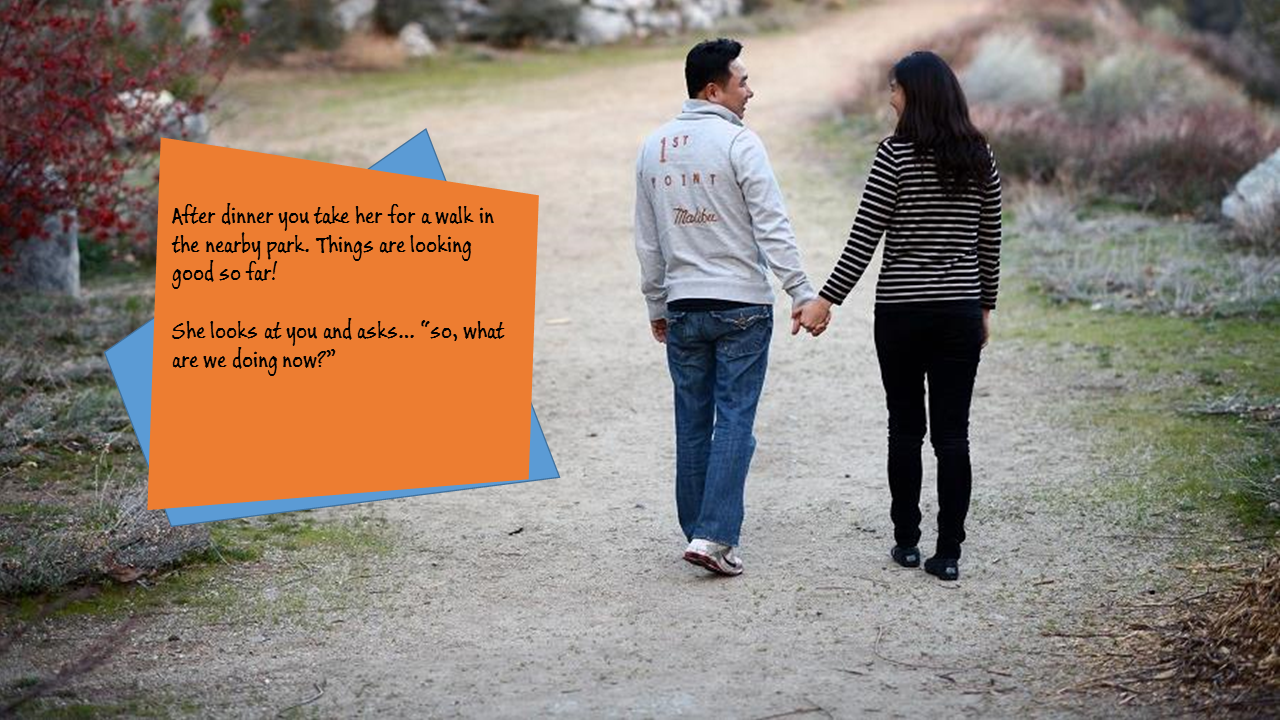 After dinner you take her for a walk in
the nearby park. Things are looking
good so far!
She looks at you and asks... “so, what
are we doing now?”
1ST
POINT
Malibu